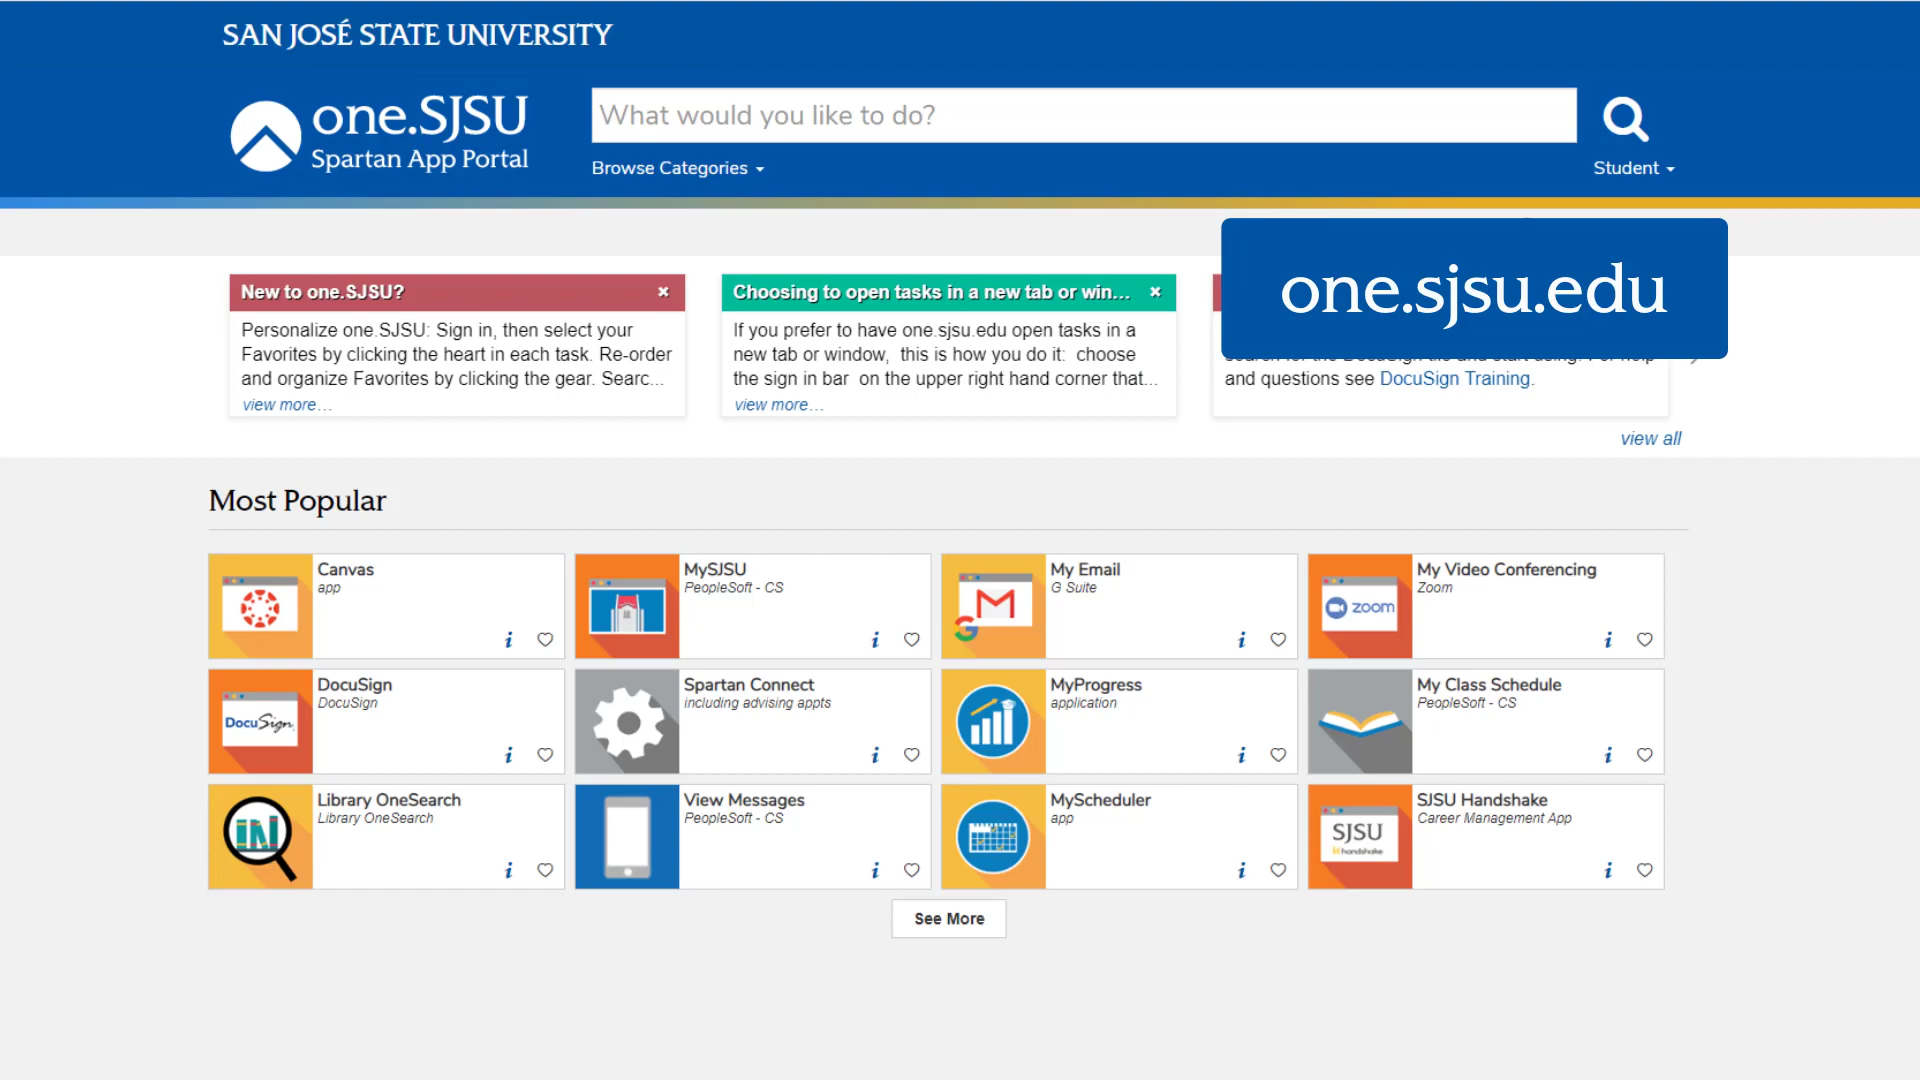 SAN JOSÉ STATE UNIVERSITY
one.SJSU
Spartan App Portal
What would you like to do?
Browse Categories
Student
one.sjsu.edu
New to one.SJSU?
Personalize one.SJSU: Sign in, then select your
Favorites by clicking the heart in each task. Re-order
and organize Favorites by clicking the gear. Searc...
view more...
Choosing to open tasks in a new tab or win...
If you prefer to have one.sjsu.edu open tasks in a
new tab or window, this is how you do it: choose
the sign in bar on the upper right hand corner that...
view more...
and questions see DocuSign Training.
view all
Most Popular
Canvas
app
MySJSU
PeopleSoft - CS
My Email
G Suite
zoom
My Video Conferencing
Zoom
DocuSign
DocuSign
DocuSign
Spartan Connect
including advising appts
MyProgress
application
My Class Schedule
PeopleSoft - CS
Library OneSearch
Library OneSearch
View Messages
PeopleSoft - CS
MyScheduler
app
SJSU
handshake
SJSU Handshake
Career Management App
See More